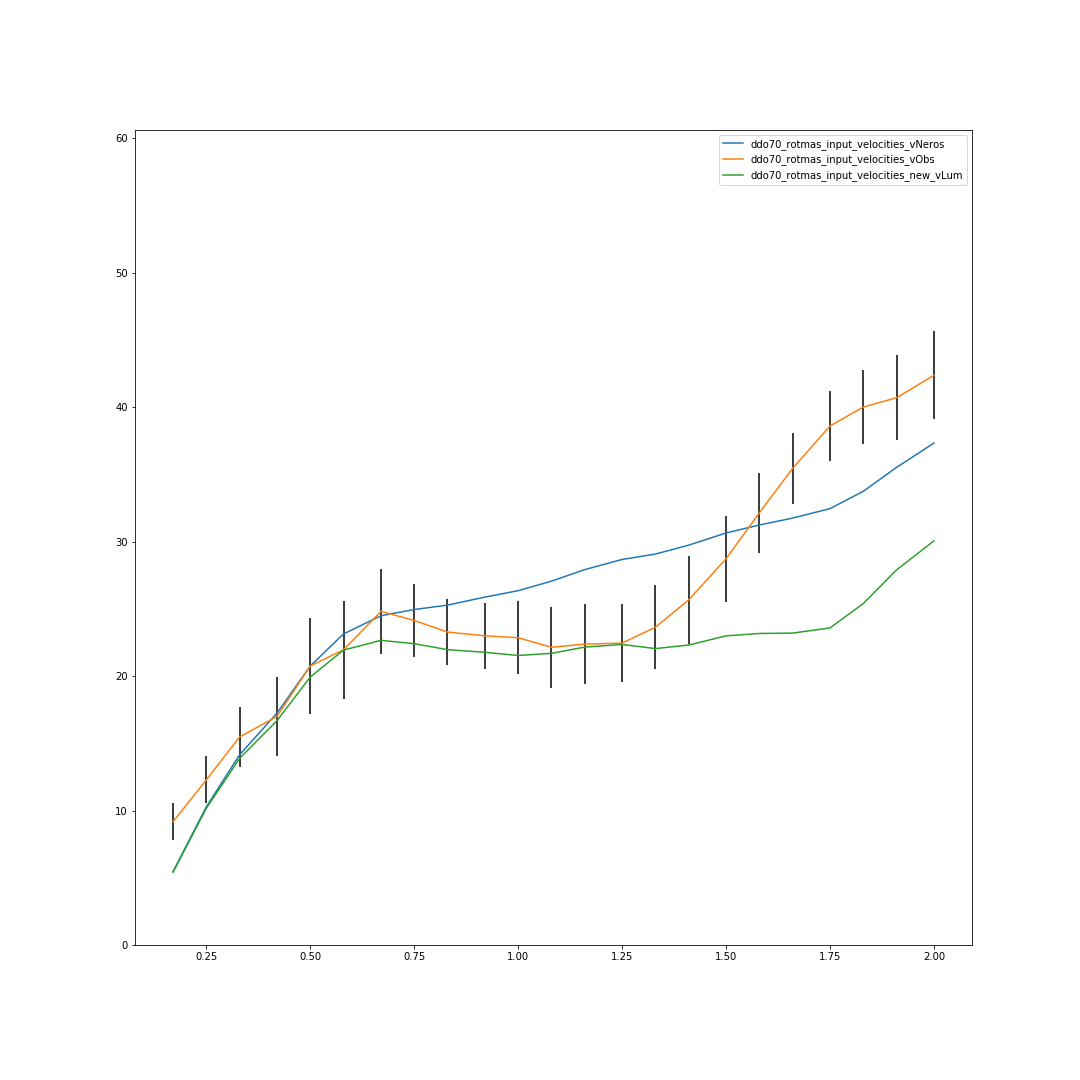 ddo70_rotmas_input_velocities_vNeros
ddo70_rotmas_input_velocities_vObs
ddo70_rotmas_input_velocities_new_vLum
60
50
40
30
20
10
0
0.25 0.50 0.75 1.00 1.25 1.50 1.75 2.00